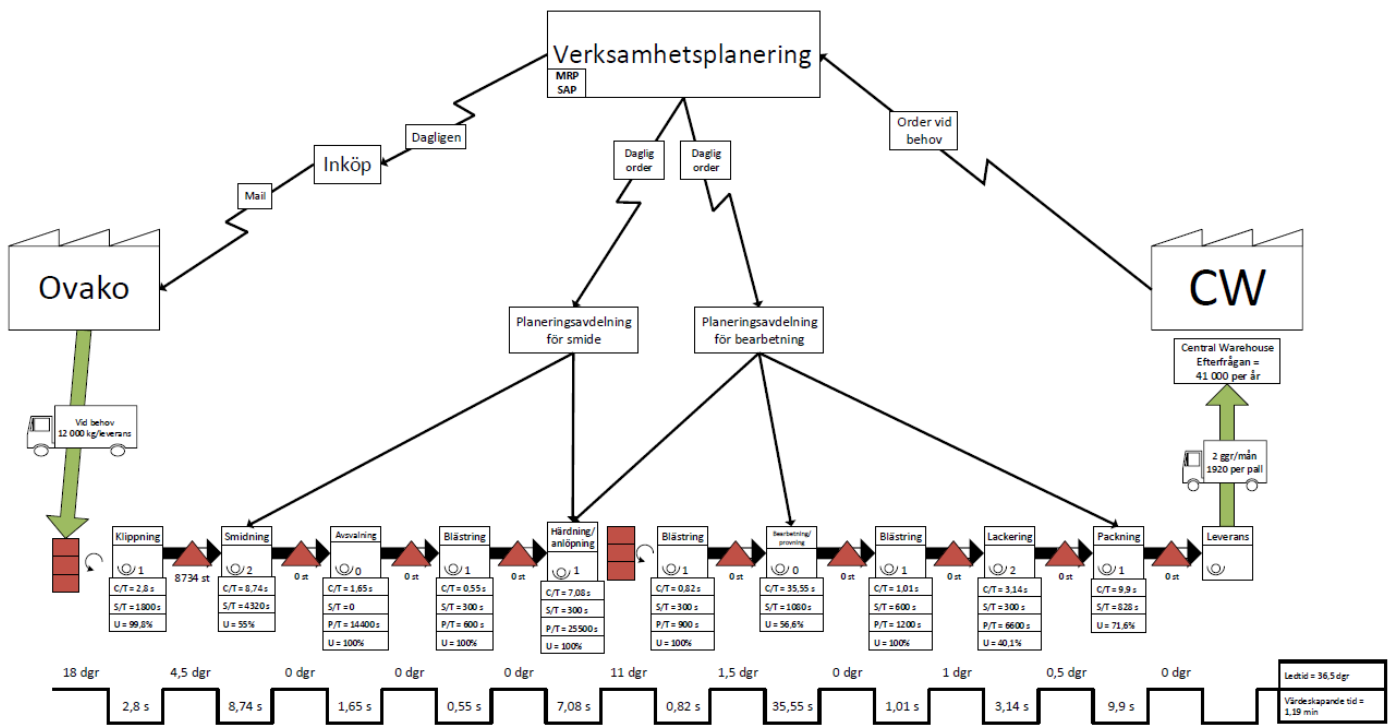 Verksamhetsplanering
MRP
SAP
Dagligen
Inköp
Mail
Daglig
order
Daglig
order
Order vid
behov
Ovako
CW
Planeringsavdelning
för smide
Planeringsavdelning
för bearbetning
Central Warehouse
Efterfrågan =
41 000 per år
Vid behov
12 000 kg/leverans
2 ggr/mån
1920 per pall
Klippning
1
C/T = 2,8 s
S/T = 1800 s
U = 99,8%
8734 st
Smidning
2
C/T = 8,74 s
S/T = 4320 s
U = 55%
0 st
Avsvalning
0
C/T = 1,65 s
S/T = 0
P/T = 14400 s
U = 100%
0 st
Blästring
1
C/T = 0,55 s
S/T = 300 s
P/T = 600 s
U = 100%
0 st
Härdning/
anlöpning
1
C/T = 7,08 s
S/T = 300 s
P/T = 25500 s
U = 100%
Blästring
1
C/T = 0,82 s
S/T = 300 s
P/T = 900 s
U = 100%
0 st
Bearbetning/
provning
0
C/T = 35,55 s
S/T = 1080 s
U = 56,6%
0 st
Blästring
1
C/T = 1,01 s
S/T = 600 s
P/T = 1200 s
U = 100%
0 st
Lackering
2
C/T = 3,14 s
S/T = 300 s
P/T = 6600 s
U = 40,1%
0 st
Packning
1
C/T = 9,9 s
S/T = 828 s
U = 71,6%
0 st
Leverans
18 dgr
4,5 dgr
0 dgr
0 dgr
0 dgr
11 dgr
1,5 dgr
0 dgr
1 dgr
0,5 dgr
0 dgr
Ledtid = 36,5 dgr
2,8 s
8,74 s
1,65 s
0,55 s
7,08 s
0,82 s
35,55 s
1,01 s
3,14 s
9,9 s
Värdeskapande tid =
1,19 min